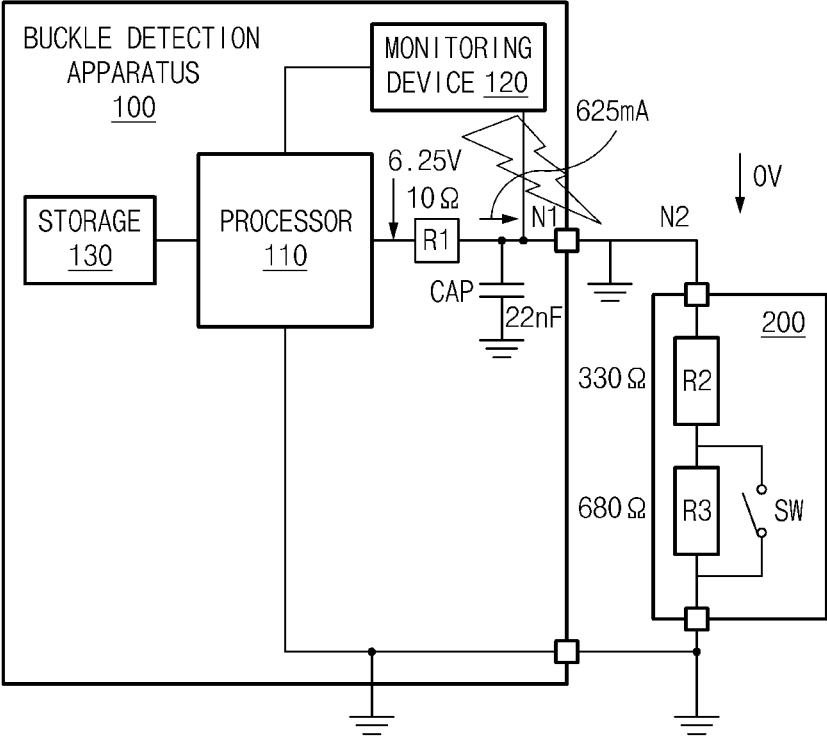 BUCKLE DETECTION
APPARATUS
100
MONITORING
DEVICE 120
625mA
6.25V
10Ω
0V
STORAGE
130
PROCESSOR
110
R1
N1
N2
CAP
22nF
200
330Ω
R2
680Ω
R3
SW